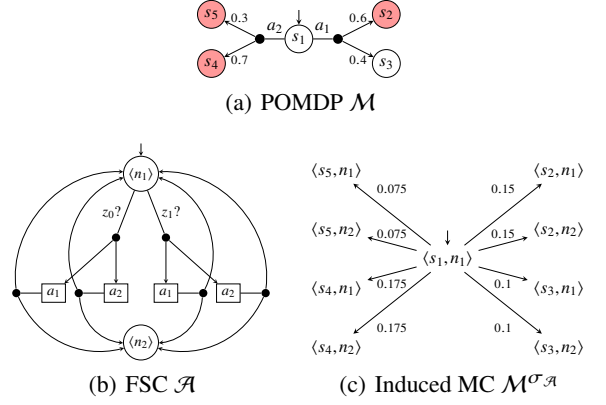 s₅ 0.3 a₂ s₁ a₁ 0.6 s₂
s₄ 0.7 0.4 s₃
(a) POMDP ℳ
⟨n₁⟩
z₀? z₁?
a₁ a₂ a₁ a₂
⟨n₂⟩
(b) FSC 𝒜
⟨s₅, n₁⟩ 0.075 0.15 ⟨s₂, n₁⟩
⟨s₅, n₂⟩ 0.075 0.15 ⟨s₂, n₂⟩
⟨s₁, n₁⟩
⟨s₄, n₁⟩ 0.175 0.1 ⟨s₃, n₁⟩
⟨s₄, n₂⟩ 0.175 0.1 ⟨s₃, n₂⟩
(c) Induced MC ℳ^σ𝒜